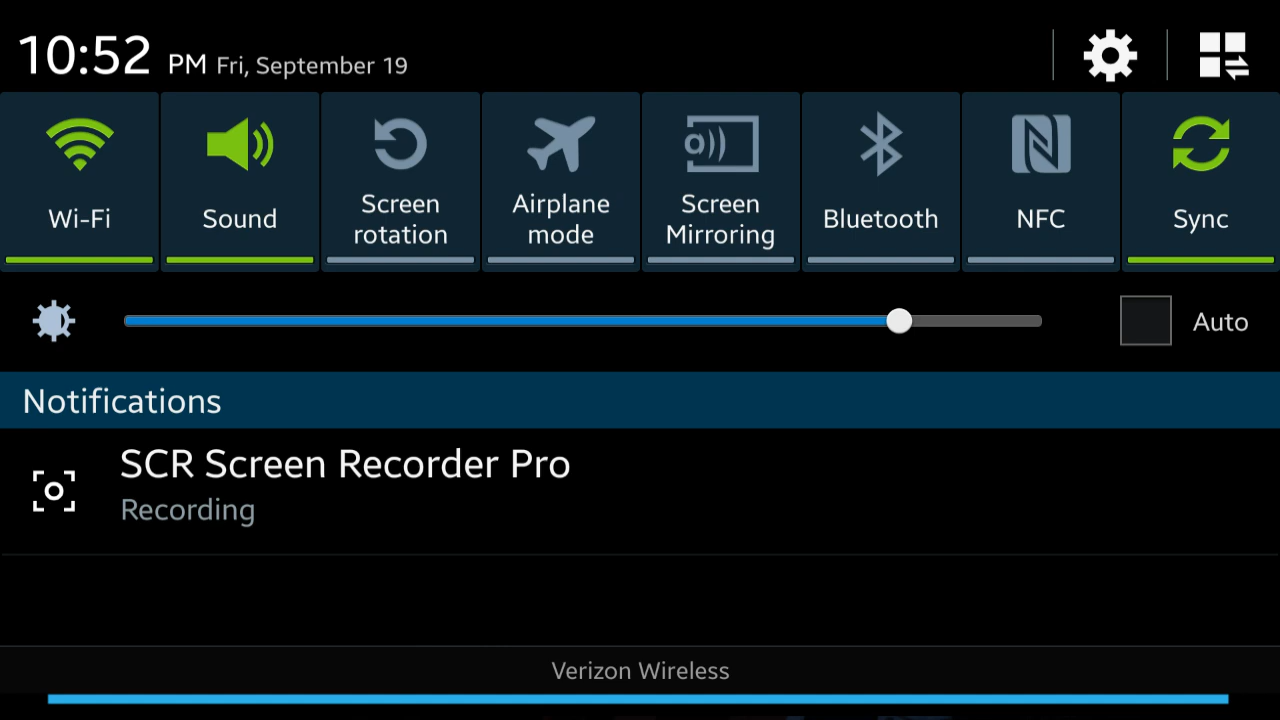 10:52 PM Fri, September 19
Wi-Fi
Sound
Screen
rotation
Airplane
mode
Screen
Mirroring
Bluetooth
NFC
Sync
Auto
Notifications
SCR Screen Recorder Pro
Recording
Verizon Wireless